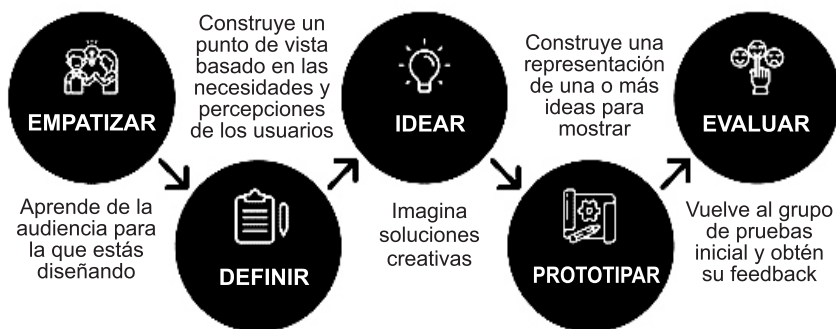 EMPATIZAR
Aprende de la
audiencia para
la que estás
diseñando
Construye un
punto de vista
basado en las
necesidades y
percepciones
de los usuarios
DEFINIR
IDEAR
Imagina
soluciones
creativas
Construye una
representación
de una o más
ideas para
mostrar
PROTOTIPAR
EVALUAR
Vuelve al grupo
de pruebas
inicial y obtén
su feedback